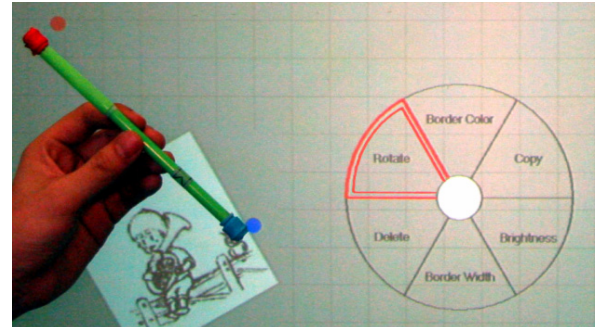 Border Color
Rotate
Copy
Delete
Brightness
Border Width